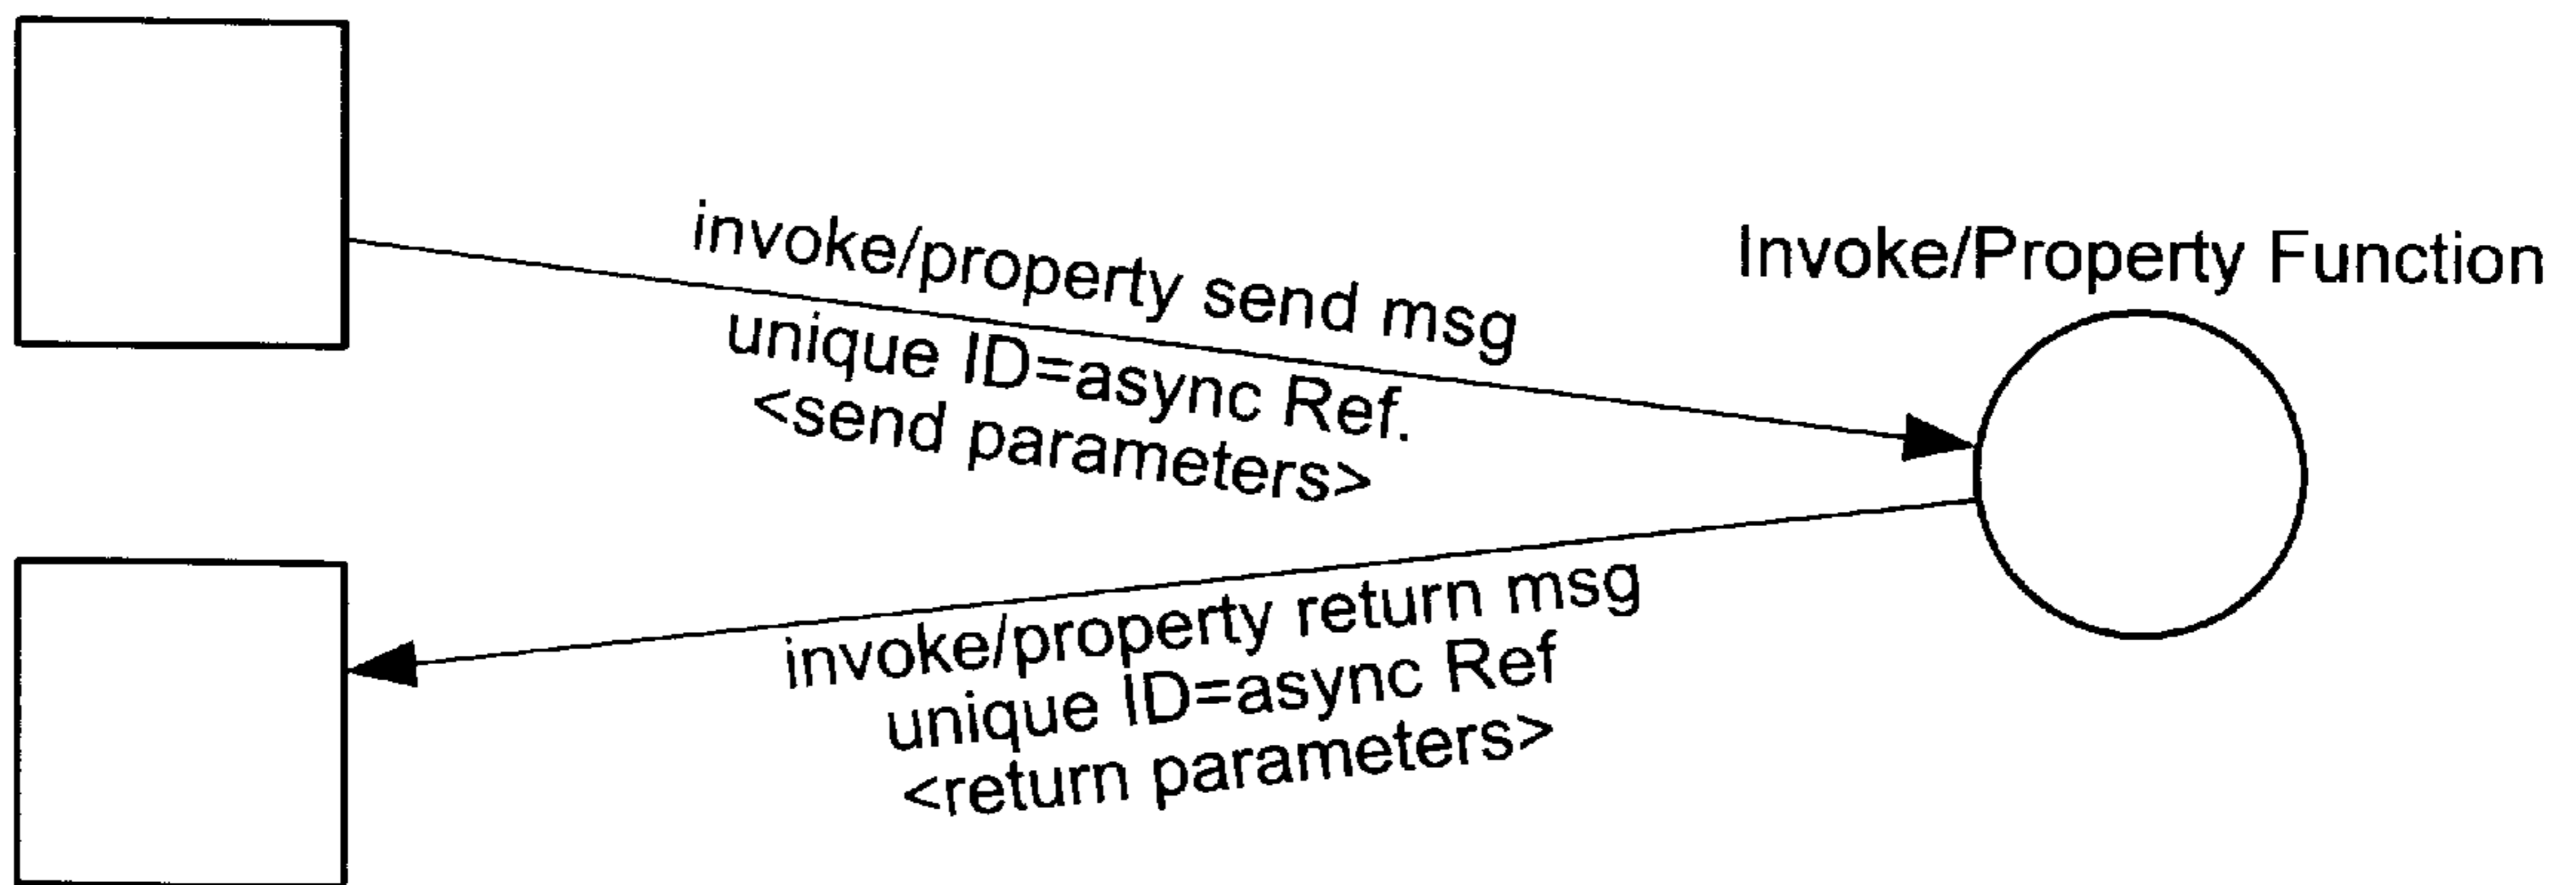 invoke/property send msg
unique ID=async Ref.
<send parameters>
Invoke/Property Function
invoke/property return msg
unique ID=async Ref
<return parameters>